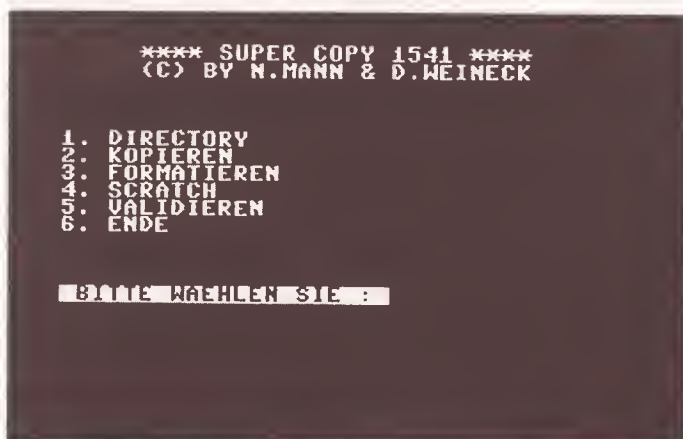 **** SUPER COPY 1541 ****
(C) BY N.MANN & D.WEINECK
1. DIRECTORY
2. KOPIEREN
3. FORMATIEREN
4. SCRATCH
5. VALIDIEREN
6. ENDE
BITTE WAEHLEN SIE :